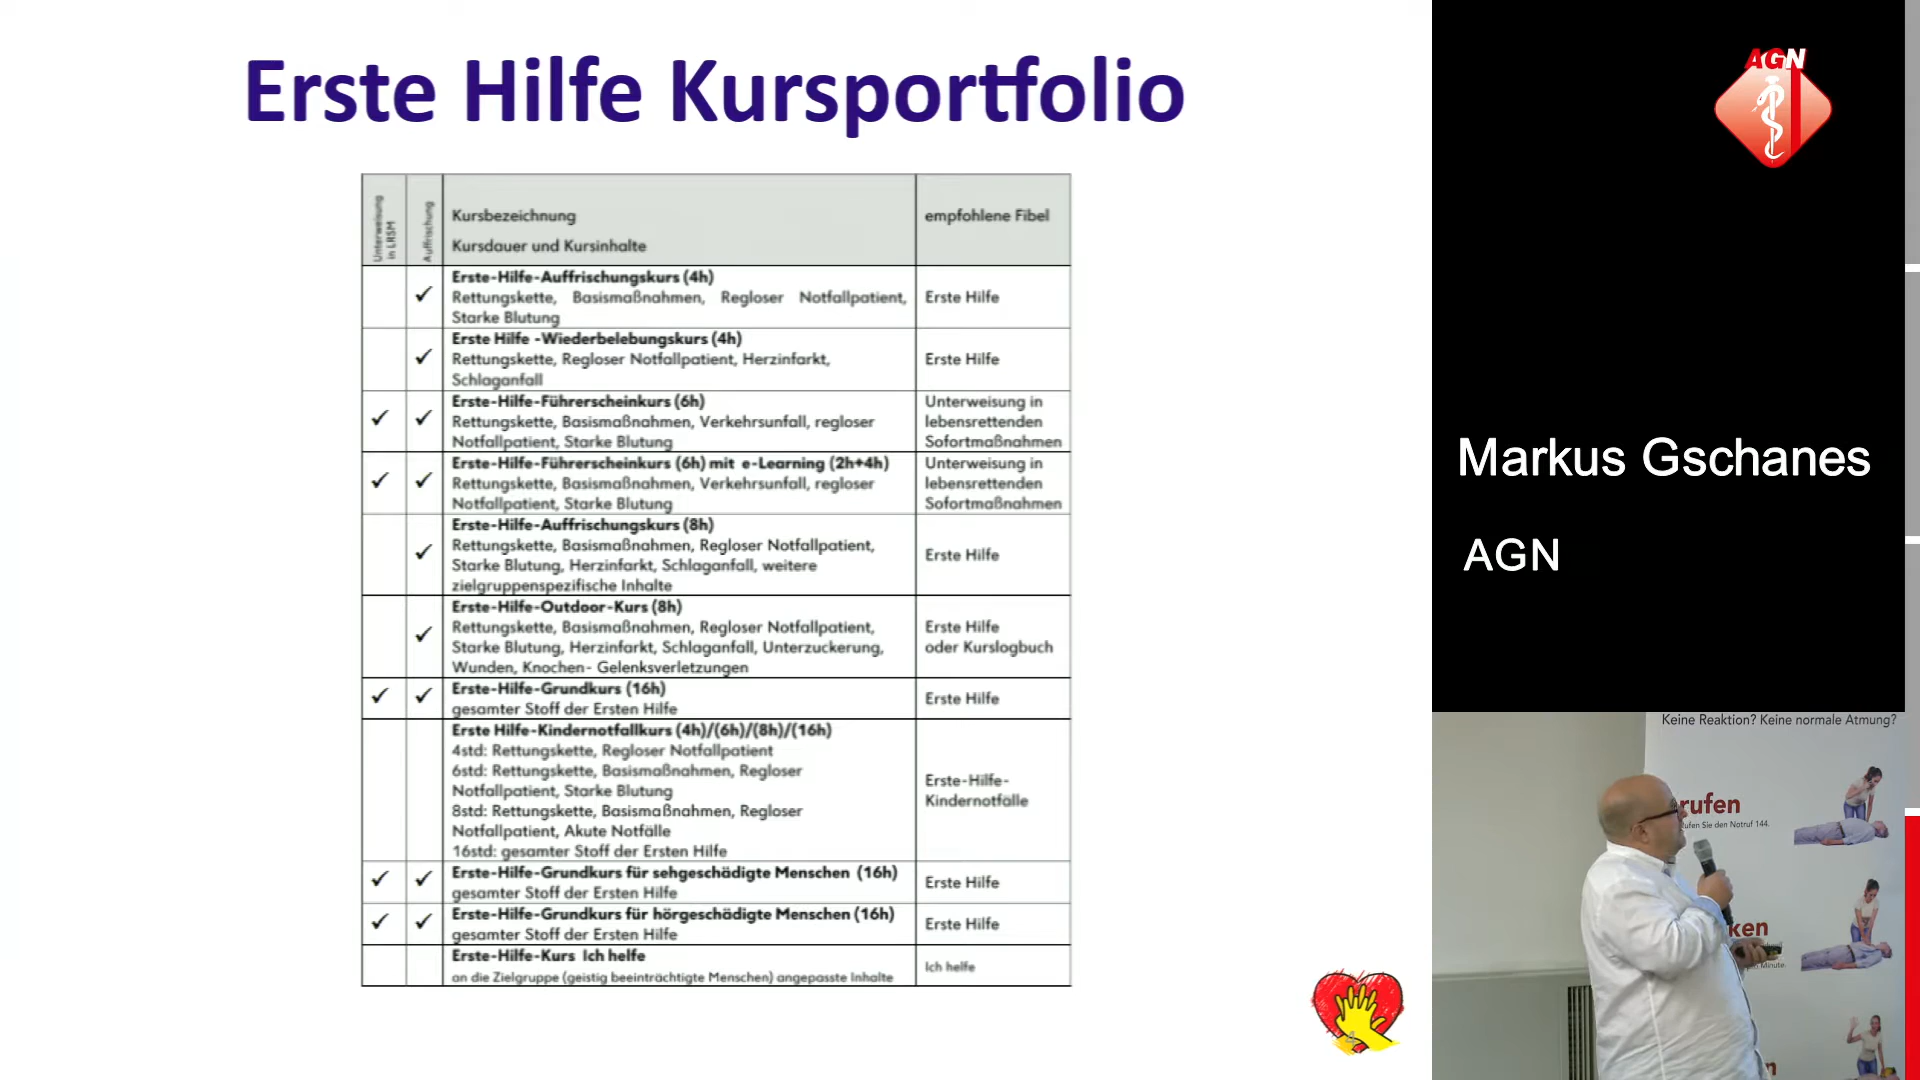 Erste Hilfe Kursportfolio
Unterweisung
in LRSM
Auffrischung
Kursbezeichnung
Kursdauer und Kursinhalte
empfohlene Fibel
✓
Erste-Hilfe-Auffrischungskurs (4h)
Rettungskette, Basismaßnahmen, Regloser Notfallpatient,
Starke Blutung
Erste Hilfe
✓
Erste Hilfe -Wiederbelebungskurs (4h)
Rettungskette, Regloser Notfallpatient, Herzinfarkt,
Schlaganfall
Erste Hilfe
✓ ✓
Erste-Hilfe-Führerscheinkurs (6h)
Rettungskette, Basismaßnahmen, Verkehrsunfall, regloser
Notfallpatient, Starke Blutung
Unterweisung in
lebensrettenden
Sofortmaßnahmen
✓ ✓
Erste-Hilfe-Führerscheinkurs (6h) mit e-Learning (2h+4h)
Rettungskette, Basismaßnahmen, Verkehrsunfall, regloser
Notfallpatient, Starke Blutung
Unterweisung in
lebensrettenden
Sofortmaßnahmen
✓
Erste-Hilfe-Auffrischungskurs (8h)
Rettungskette, Basismaßnahmen, Regloser Notfallpatient,
Starke Blutung, Herzinfarkt, Schlaganfall, weitere
zielgruppenspezifische Inhalte
Erste Hilfe
✓
Erste-Hilfe-Outdoor-Kurs (8h)
Rettungskette, Basismaßnahmen, Regloser Notfallpatient,
Starke Blutung, Herzinfarkt, Schlaganfall, Unterzuckerung,
Wunden, Knochen- Gelenksverletzungen
Erste Hilfe
oder Kurslogbuch
✓ ✓
Erste-Hilfe-Grundkurs (16h)
gesamter Stoff der Ersten Hilfe
Erste Hilfe
Erste Hilfe-Kindernotfallkurs (4h)/(6h)/(8h)/(16h)
4std: Rettungskette, Regloser Notfallpatient
6std: Rettungskette, Basismaßnahmen, Regloser
Notfallpatient, Starke Blutung
8std: Rettungskette, Basismaßnahmen, Regloser
Notfallpatient, Akute Notfälle
16std: gesamter Stoff der Ersten Hilfe
Erste-Hilfe-
Kindernotfälle
✓ ✓
Erste-Hilfe-Grundkurs für sehgeschädigte Menschen (16h)
gesamter Stoff der Ersten Hilfe
Erste Hilfe
✓ ✓
Erste-Hilfe-Grundkurs für hörgeschädigte Menschen (16h)
gesamter Stoff der Ersten Hilfe
Erste Hilfe
Erste-Hilfe-Kurs Ich helfe
an die Zielgruppe (geistig beeinträchtigte Menschen) angepasste Inhalte
Ich helfe
4
AGN
Markus Gschanes
AGN
Keine Reaktion? Keine normale Atmung?
rufen
rufen Sie den Notruf 144.
ken
Minute.